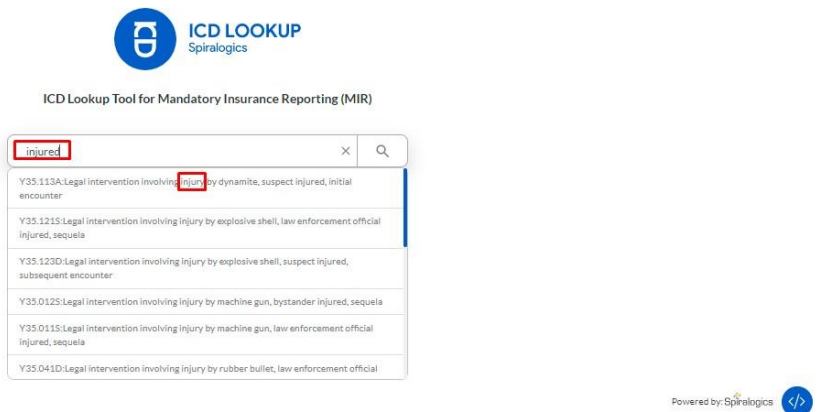 ICD LOOKUP
Spiralogics
ICD Lookup Tool for Mandatory Insurance Reporting (MIR)
injured
Y35.113A:Legal intervention involving injury by dynamite, suspect injured, initial
encounter
Y35.121S:Legal intervention involving injury by explosive shell, law enforcement official
injured, sequela
Y35.123D:Legal intervention involving injury by explosive shell, suspect injured,
subsequent encounter
Y35.012S:Legal intervention involving injury by machine gun, bystander injured, sequela
Y35.011S:Legal intervention involving injury by machine gun, law enforcement official
injured, sequela
Y35.041D:Legal intervention involving injury by rubber bullet, law enforcement official
Powered by: Spiralogics </>